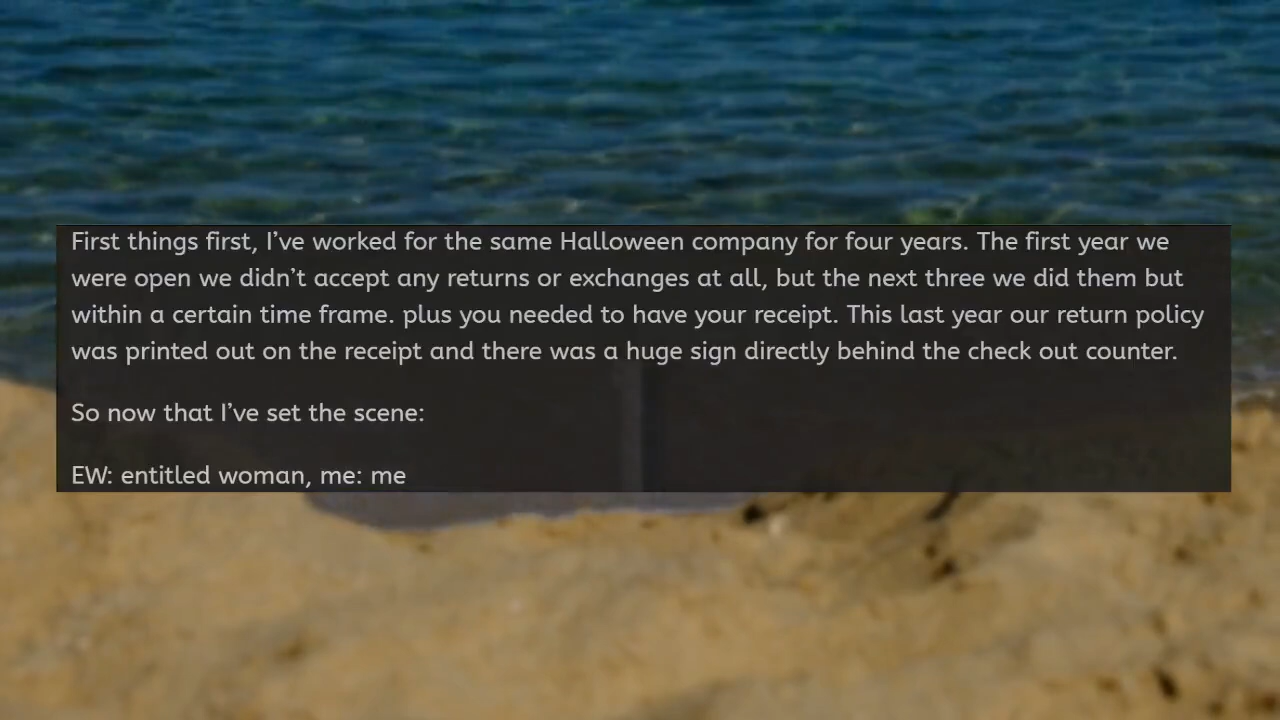 First things first, I’ve worked for the same Halloween company for four years. The first year we
were open we didn’t accept any returns or exchanges at all, but the next three we did them but
within a certain time frame. plus you needed to have your receipt. This last year our return policy
was printed out on the receipt and there was a huge sign directly behind the check out counter.
So now that I’ve set the scene:
EW: entitled woman, me: me